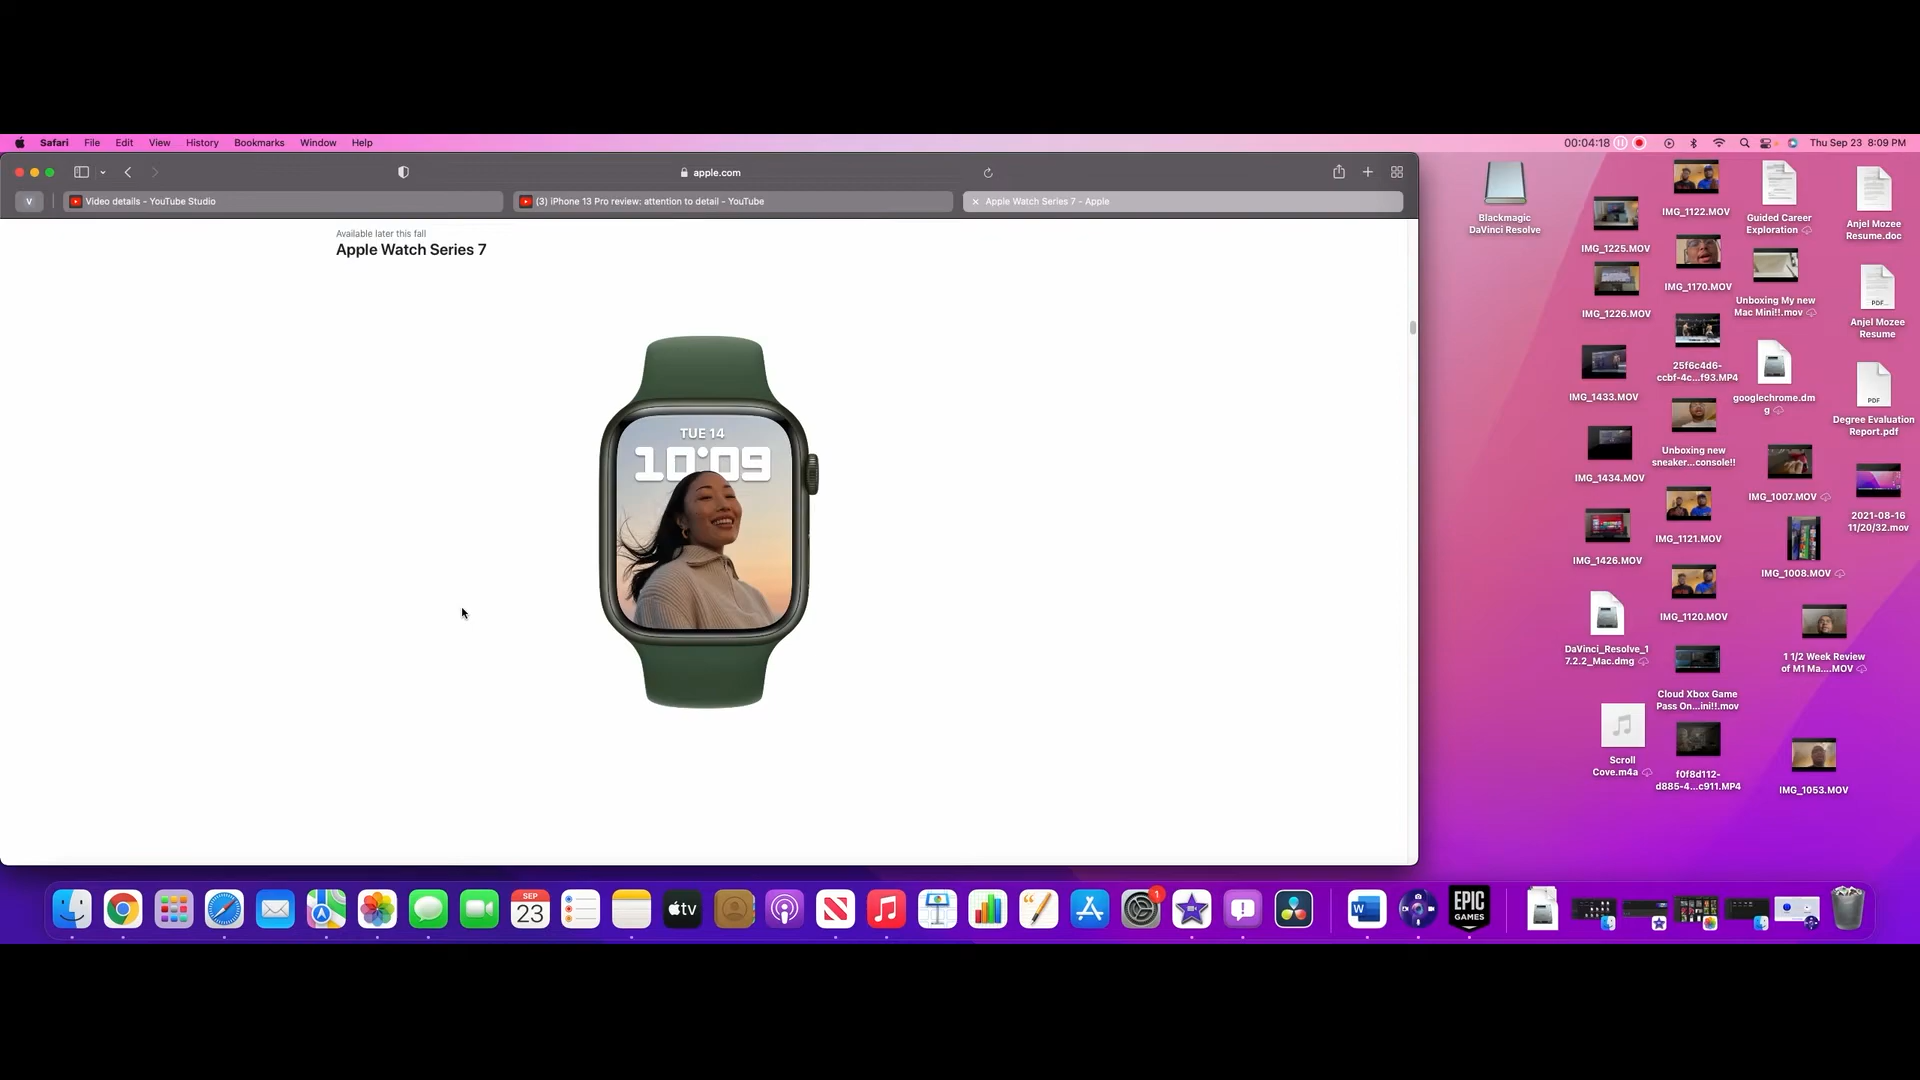 Safari File Edit View History Bookmarks Window Help
00:04:18
Thu Sep 23 8:09 PM
apple.com
V
Video details - YouTube Studio
(3) iPhone 13 Pro review: attention to detail - YouTube
Apple Watch Series 7 - Apple
Available later this fall
Apple Watch Series 7
TUE 14
10:09
Blackmagic
DaVinci Resolve
IMG_1225.MOV
IMG_1226.MOV
IMG_1433.MOV
IMG_1434.MOV
IMG_1426.MOV
DaVinci_Resolve_1
7.2.2_Mac.dmg
Scroll
Cove.m4a
IMG_1122.MOV
IMG_1170.MOV
25f6c4d6-
ccbf-4c...f93.MP4
Unboxing new
sneaker...console!!
IMG_1121.MOV
IMG_1120.MOV
Cloud Xbox Game
Pass On...ini!!.mov
f0f8d112-
d885-4...c911.MP4
Guided Career
Exploration
Unboxing My new
Mac Mini!!.mov
googlechrome.dm
g
IMG_1007.MOV
IMG_1008.MOV
1 1/2 Week Review
of M1 Ma....MOV
IMG_1053.MOV
Anjel Mozee
Resume.doc
PDF...
Anjel Mozee
Resume
PDF
Degree Evaluation
Report.pdf
2021-08-16
11/20/32.mov
SEP
23
tv
1
W
EPIC
GAMES